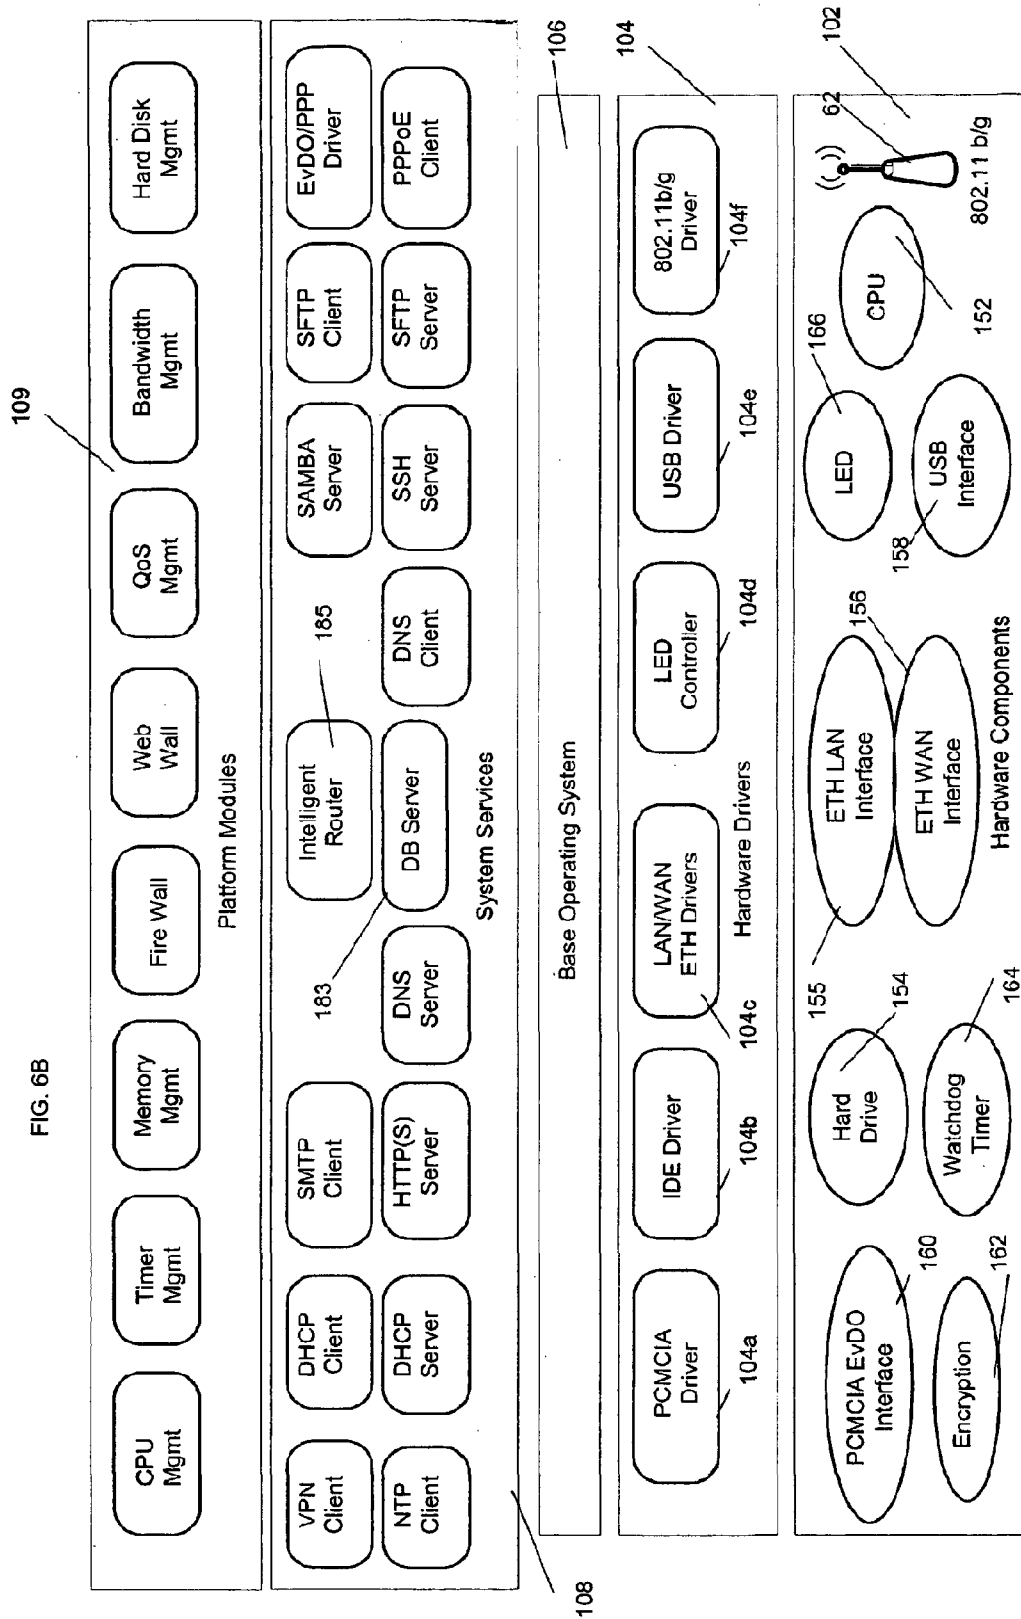 FIG. 6B
109
CPU
Mgmt
Timer
Mgmt
Memory
Mgmt
Fire Wall
Web
Wall
QoS
Mgmt
Bandwidth
Mgmt
Hard Disk
Mgmt
Platform Modules
VPN
Client
DHCP
Client
SMTP
Client
Intelligent
Router
185
SAMBA
Server
SFTP
Client
EvDO/PPP
Driver
183
NTP
Client
DHCP
Server
HTTP(S)
Server
DNS
Server
DB Server
DNS
Client
SSH
Server
SFTP
Server
PPPoE
Client
System Services
108
106
Base Operating System
104
PCMCIA
Driver
IDE Driver
LAN/WAN
ETH Drivers
LED
Controller
USB Driver
802.11b/g
Driver
104a
104b
104c
Hardware Drivers
104d
104e
104f
102
62
155
154
156
166
PCMCIA EvDO
Interface
160
Hard
Drive
ETH LAN
Interface
LED
CPU
158
152
162
Encryption
Watchdog
Timer
164
ETH WAN
Interface
USB
Interface
802.11 b/g
Hardware Components